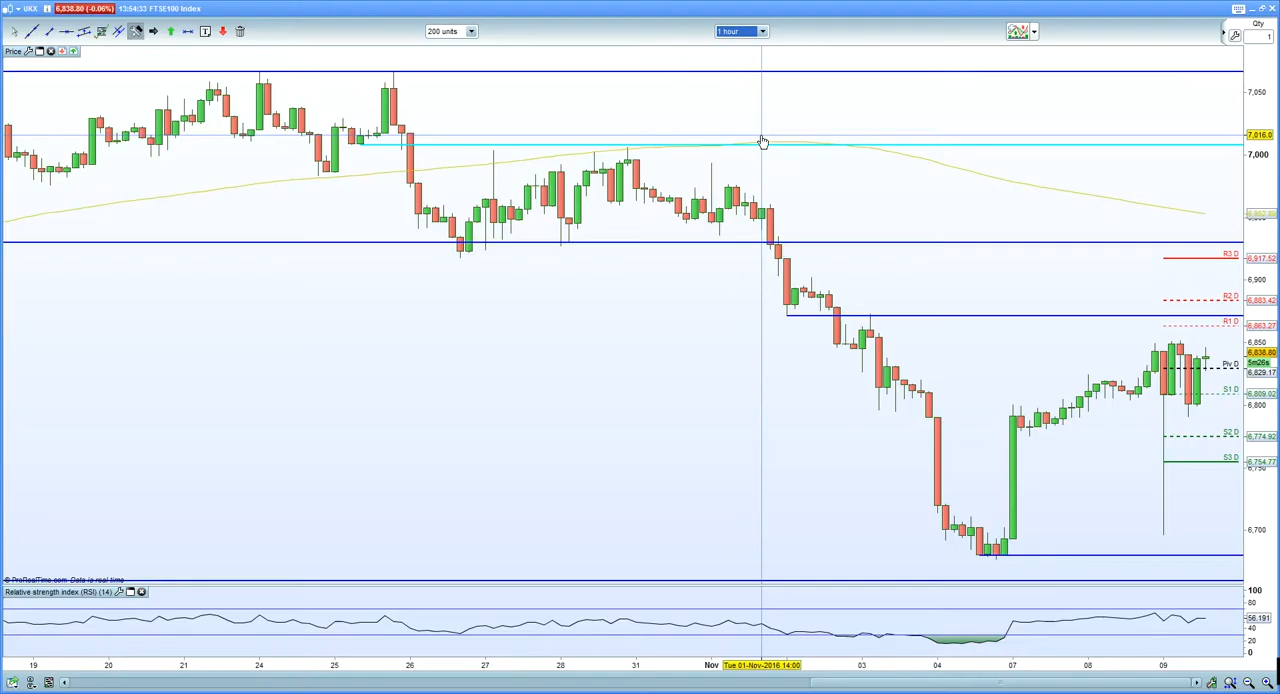 UKX 6,838.80 (-0.06%) 13:54:33 FTSE100 Index
Qty
200 units
1 hour
1
Price
7,050
7,016.0
7,000
R3 D 6,917.52
6,900
R2 D 6,883.42
R1 D 6,863.27
6,850
6,838.80
5m26s
Piv D 6,829.17
S1 D 6,809.02
6,800
S2 D 6,774.92
S3 D 6,754.77
6,700
© ProRealTime.com Data is real time
Relative strength index (RSI) (14)
100
80
56.191
40
20
0
19 20 21 24 25 26 27 28 31 Nov Tue 01-Nov-2016 14:00 03 04 07 08 09